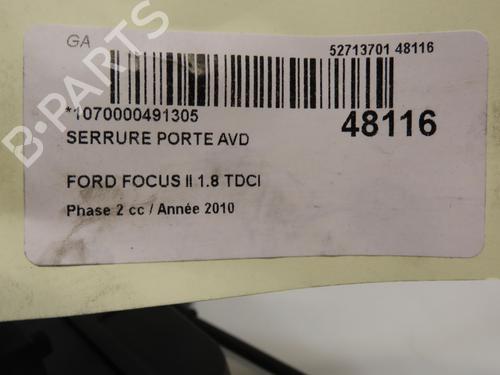 GA
52713701 48116
*1070000491305
48116
SERRURE PORTE AVD
FORD FOCUS II 1.8 TDCI
Phase 2 cc / Année 2010
B-PARTS